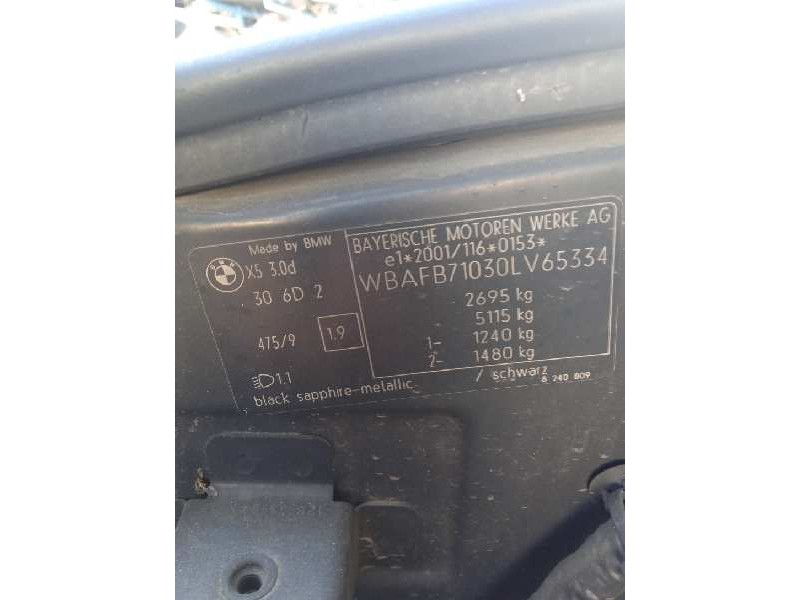 Made by BMW
BMW
X5 3.0d
30 6D 2
475/9
1.9
1.1
black sapphire-metallic
BAYERISCHE MOTOREN WERKE AG
e1*2001/116*0153*
WBAFB71030LV65334
2695 kg
5115 kg
1- 1240 kg
2- 1480 kg
/ schwarz
8 240 809